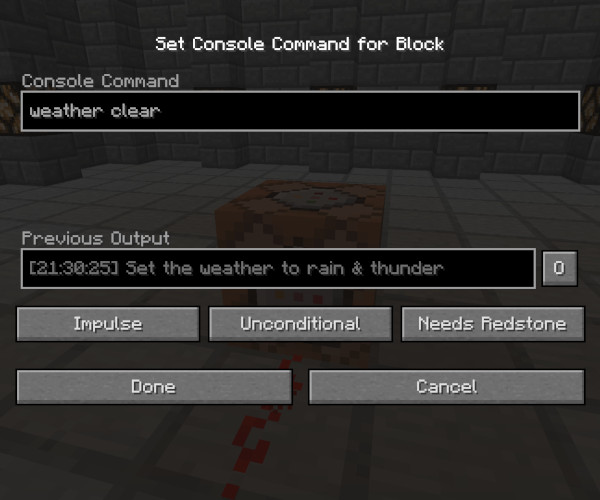 Set Console Command for Block
Console Command
weather clear
Previous Output
[21:30:25] Set the weather to rain & thunder
O
Impulse
Unconditional
Needs Redstone
Done
Cancel